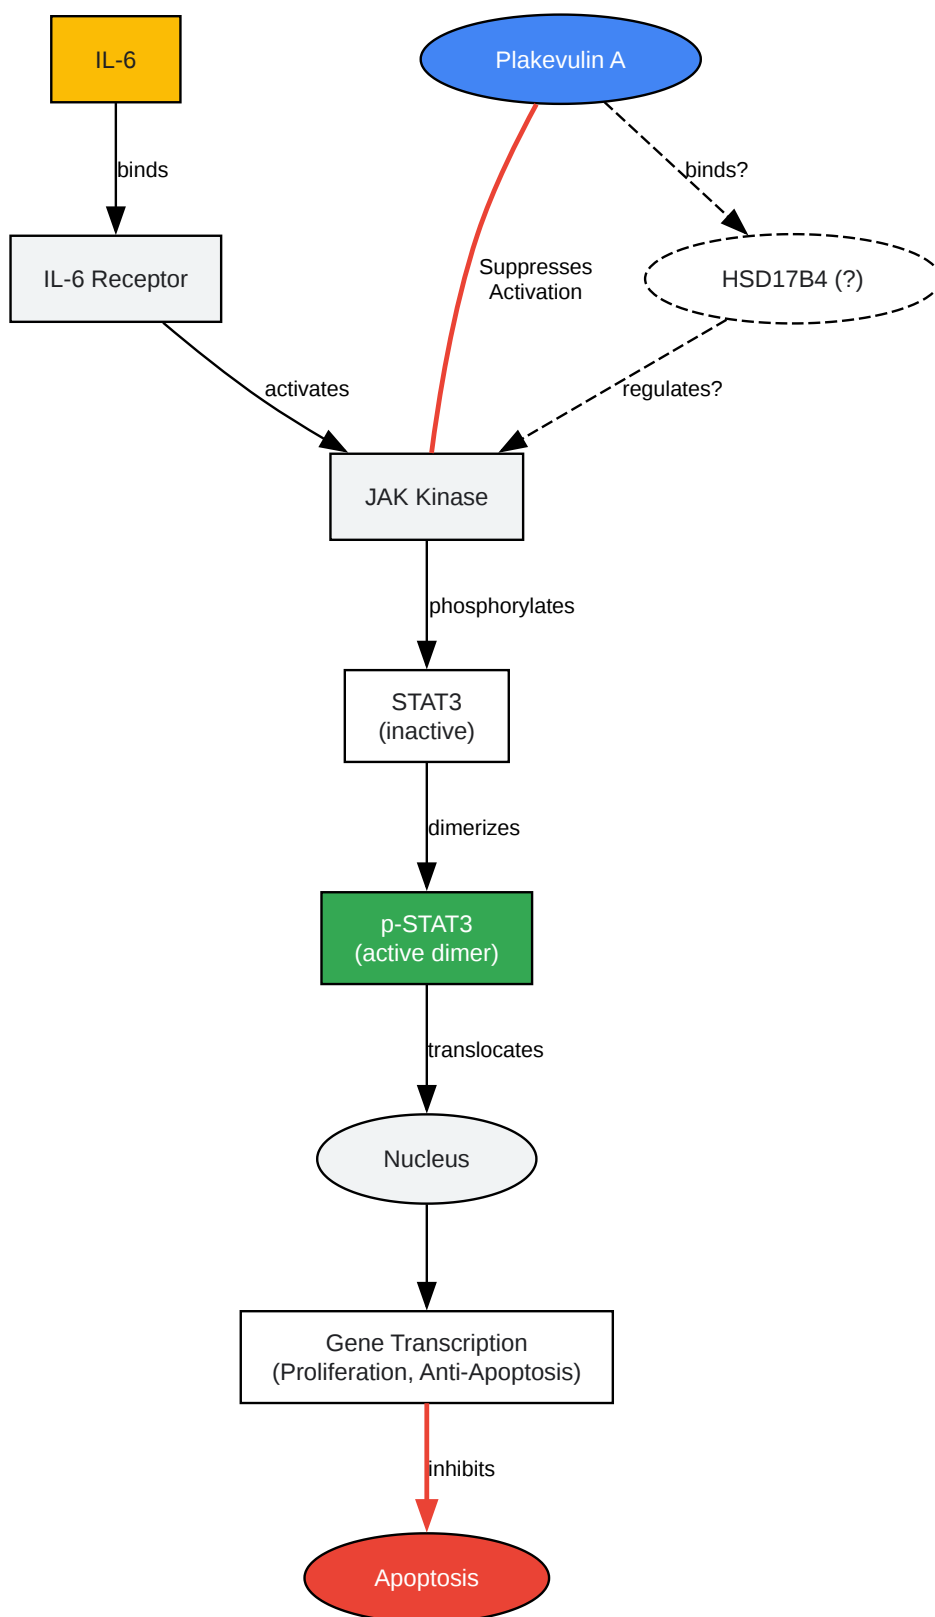 IL-6
Plakevulin A
binds
binds?
IL-6 Receptor
Suppresses
Activation
HSD17B4 (?)
activates
regulates?
JAK Kinase
phosphorylates
STAT3
(inactive)
dimerizes
p-STAT3
(active dimer)
translocates
Nucleus
Gene Transcription
(Proliferation, Anti-Apoptosis)
inhibits
Apoptosis